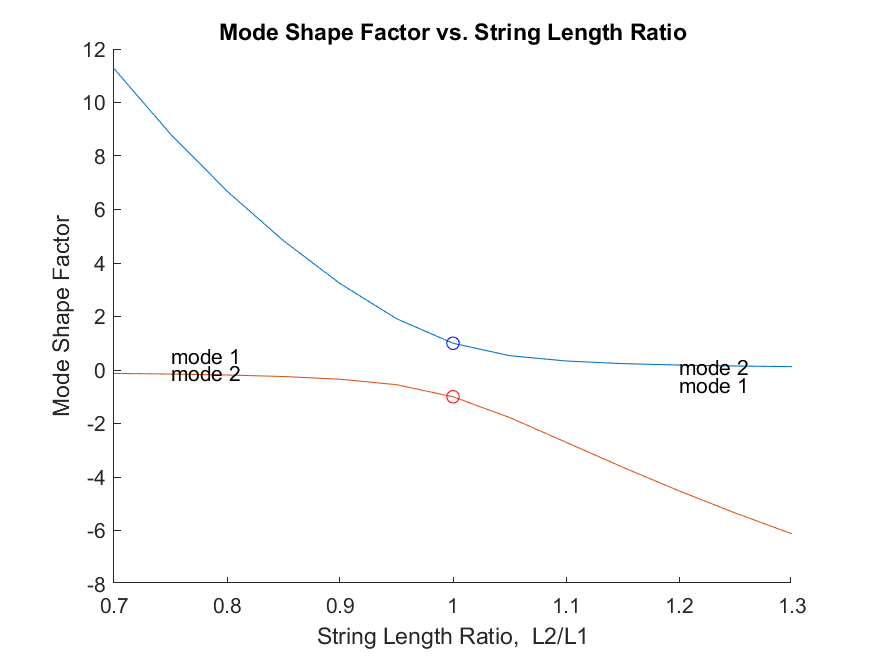 Mode Shape Factor vs. String Length Ratio
12
10
8
6
4
2
0
-2
-4
-6
-8
Mode Shape Factor
mode 1
mode 2
mode 2
mode 1
0.7 0.8 0.9 1 1.1 1.2 1.3
String Length Ratio,  L2/L1